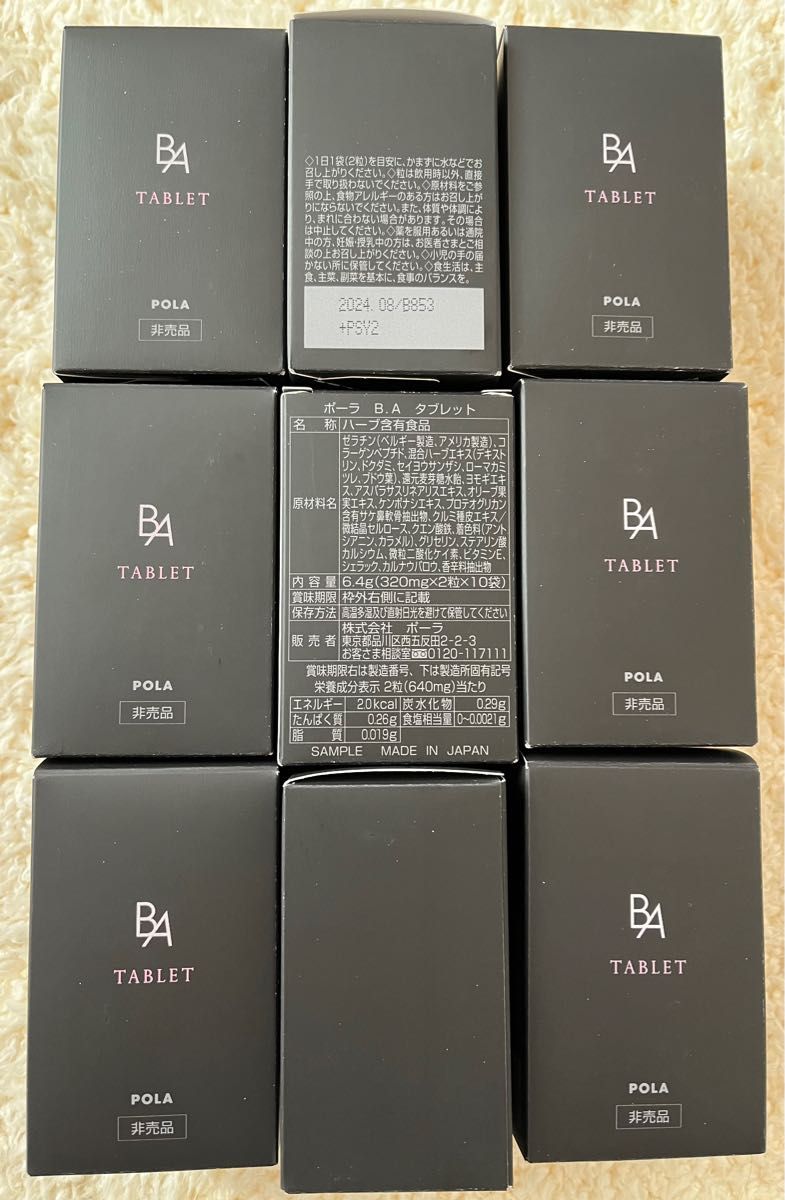 BA
TABLET
POLA
非売品
◇1日1袋(2粒)を目安に、かまずに水などでお
召し上がりください。◇粒は飲用時以外、直接
手で取り扱わないでください。◇原材料をご参
照の上、食物アレルギーのある方はお召し上が
りにならないでください。また、体質や体調によ
り、まれに合わない場合があります。その場合
は中止してください。◇薬を服用あるいは通院
中の方、妊娠・授乳中の方は、お医者さまとご相
談の上お召し上がりください。◇小児の手の届
かない所に保管してください。◇食生活は、主
食、主菜、副菜を基本に、食事のバランスを。
2024.08/B853
+PSV2
BA
TABLET
POLA
非売品
BA
TABLET
POLA
非売品
ポーラ B.A タブレット
名称 ハーブ含有食品
原材料名 ゼラチン(ベルギー製造、アメリカ製造)、コ
ラーゲンペプチド、混合ハーブエキス(デキスト
リン、ドクダミ、セイヨウサンザシ、ローマカミ
ツレ、ブドウ葉)、還元麦芽糖水飴、ヨモギエキ
ス、アスパラサスリネアリスエキス、オリーブ果
実エキス、ケンポナシエキス、プロテオグリカン
含有サケ鼻軟骨抽出物、クルミ種皮エキス/
微結晶セルロース、クエン酸鉄、着色料(アント
シアニン、カラメル)、グリセリン、ステアリン酸
カルシウム、微粒二酸化ケイ素、ビタミンE、
シェラック、カルナウバロウ、香辛料抽出物
内容量 6.4g(320mg×2粒×10袋)
賞味期限 枠外右側に記載
保存方法 高温多湿及び直射日光を避けて保管してください
販売者 株式会社 ポーラ
東京都品川区西五反田2-2-3
お客さま相談室 0120-117111
賞味期限右は製造番号、下は製造所固有記号
栄養成分表示 2粒(640mg)当たり
エネルギー 2.0kcal 炭水化物 0.29g
たんぱく質 0.26g 食塩相当量 0~0.0021g
脂質 0.019g
SAMPLE MADE IN JAPAN
BA
TABLET
POLA
非売品
BA
TABLET
POLA
非売品
BA
TABLET
POLA
非売品